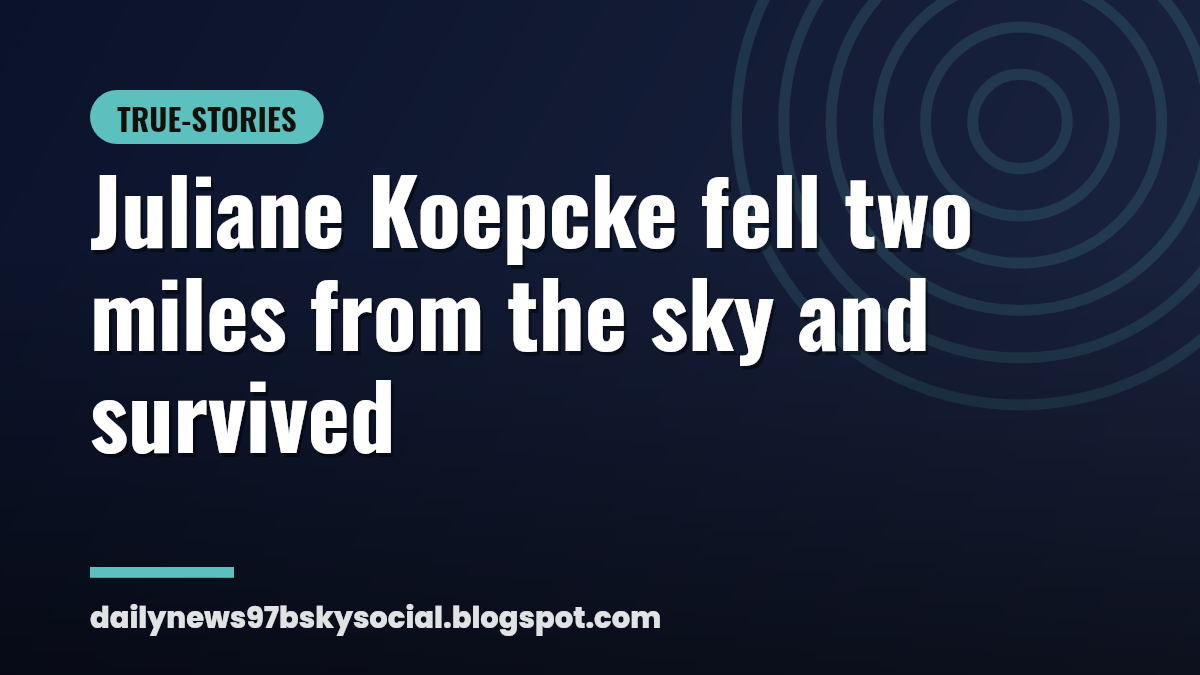 TRUE-STORIES
Juliane Koepcke fell two
miles from the sky and
survived
dailynews97bskysocial.blogspot.com